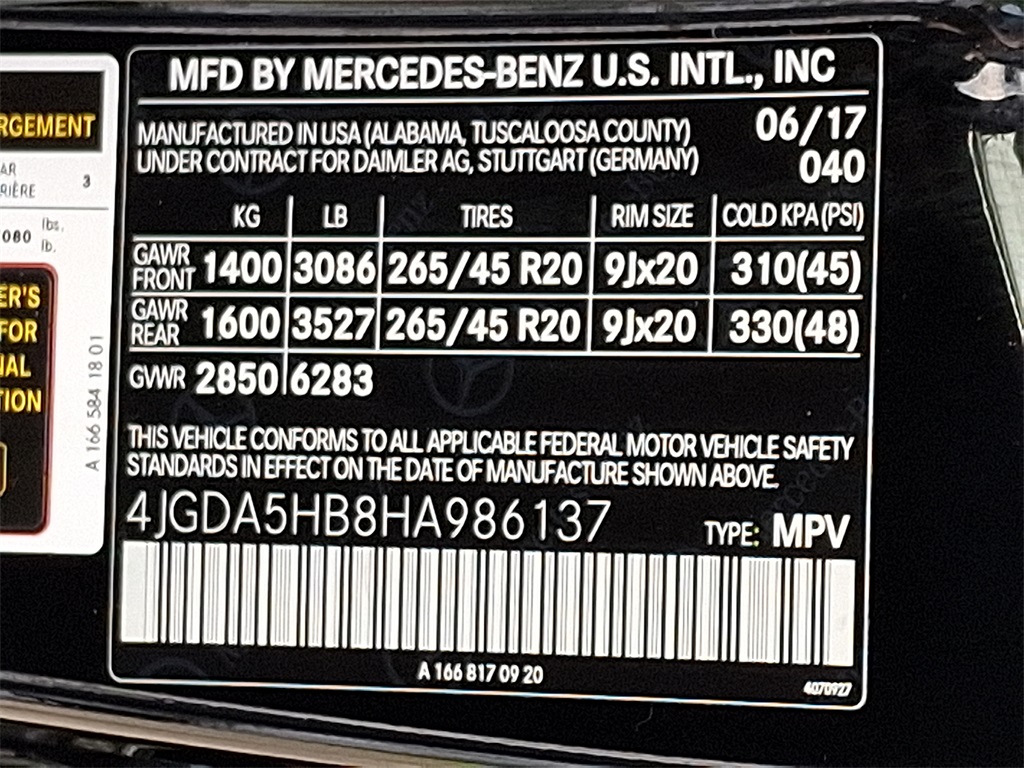 MFD BY MERCEDES-BENZ U.S. INTL., INC
MANUFACTURED IN USA (ALABAMA, TUSCALOOSA COUNTY) 06/17
UNDER CONTRACT FOR DAIMLER AG, STUTTGART (GERMANY) 040
KG LB TIRES RIM SIZE COLD KPA (PSI)
GAWR FRONT 1400 3086 265/45 R20 9Jx20 310(45)
GAWR REAR 1600 3527 265/45 R20 9Jx20 330(48)
GVWR 2850 6283
THIS VEHICLE CONFORMS TO ALL APPLICABLE FEDERAL MOTOR VEHICLE SAFETY
STANDARDS IN EFFECT ON THE DATE OF MANUFACTURE SHOWN ABOVE.
4JGDA5HB8HA986137 TYPE: MPV
A 166 817 09 20
4070927
RGEMENT
AR
RIÈRE 3
080 lbs.
lb.
ER'S
FOR
IAL
TION
A 166 584 18 01